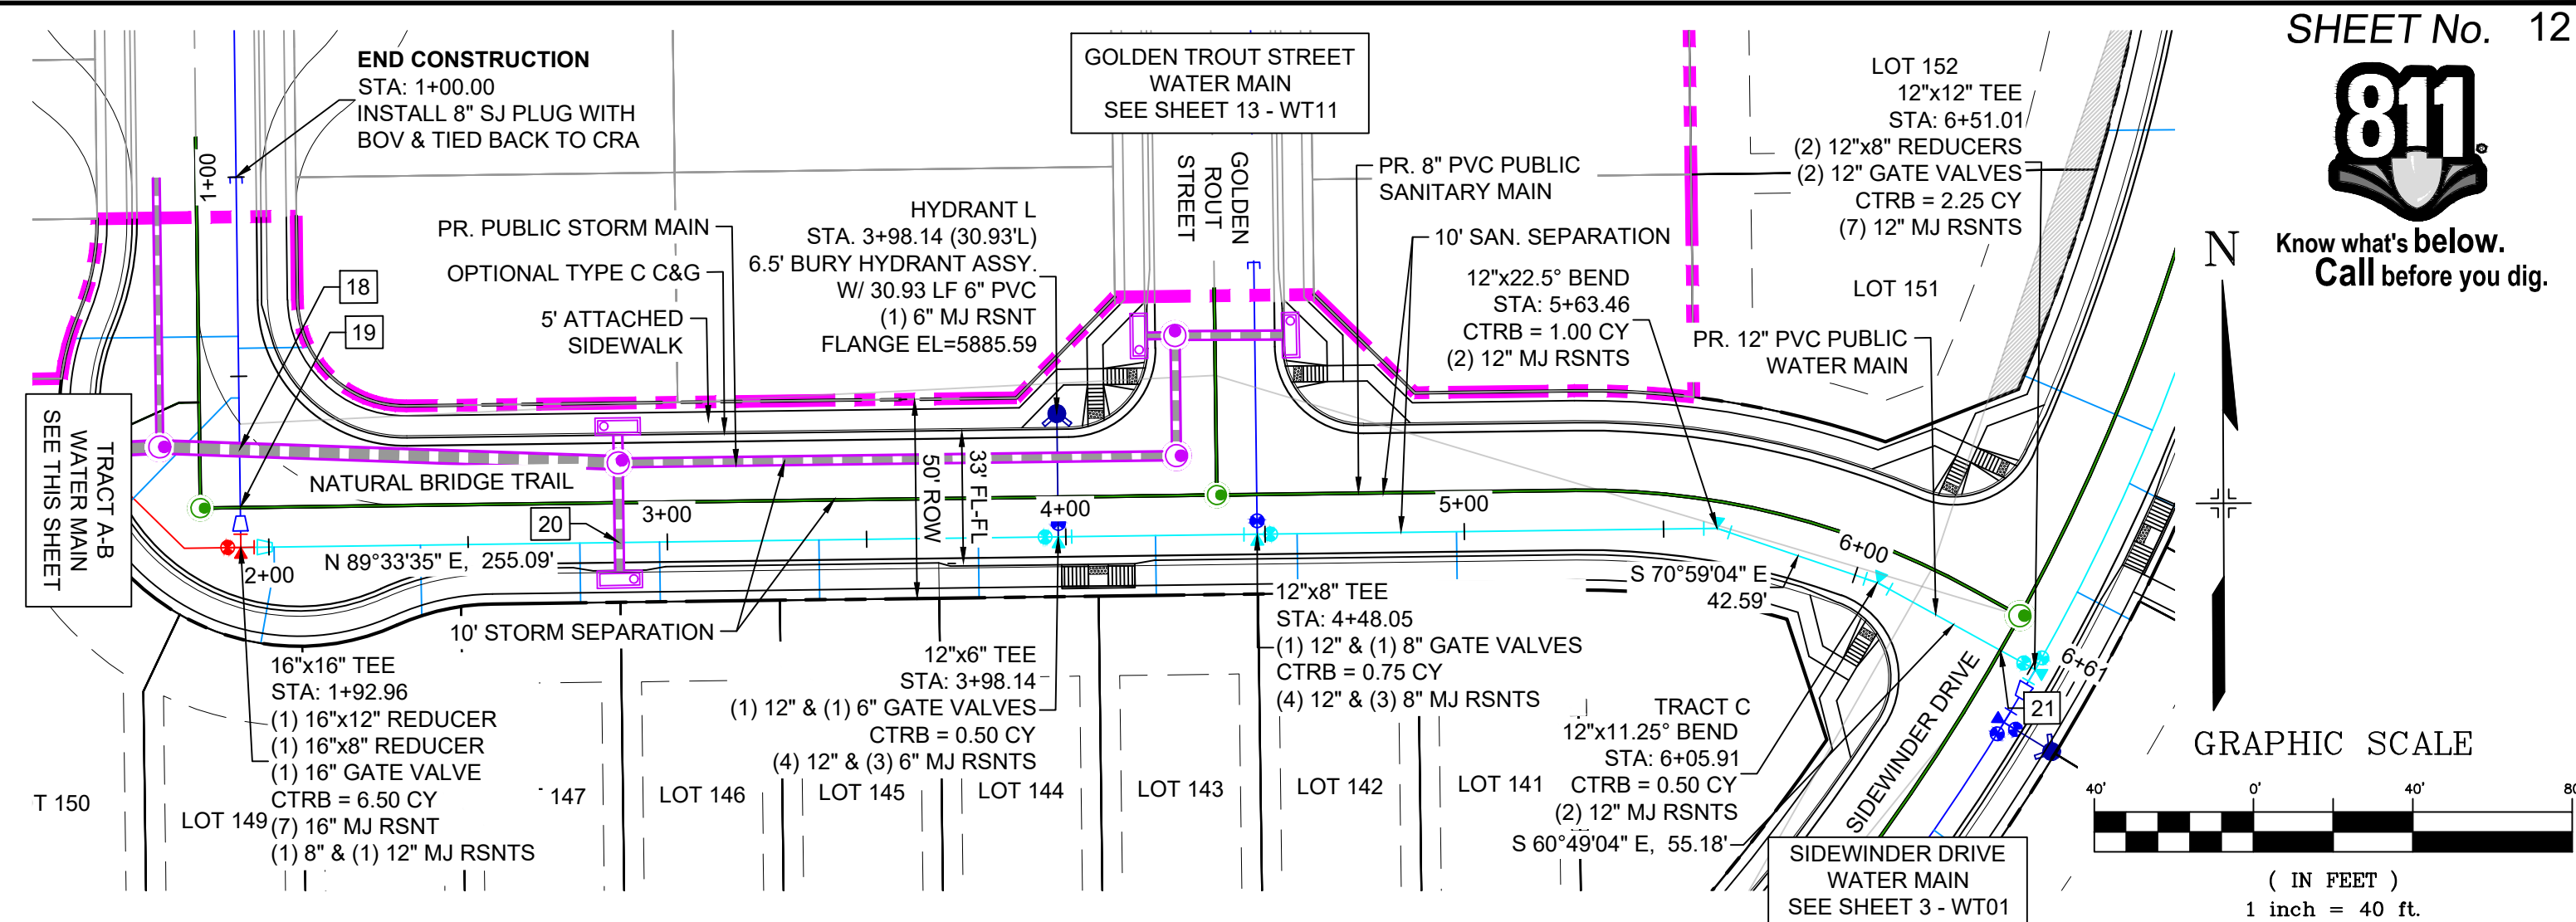 SHEET No. 12
811
Know what's below.
Call before you dig.
END CONSTRUCTION
STA: 1+00.00
INSTALL 8" SJ PLUG WITH
BOV & TIED BACK TO CRA
GOLDEN TROUT STREET
WATER MAIN
SEE SHEET 13 - WT11
LOT 152
12"x12" TEE
STA: 6+51.01
(2) 12"x8" REDUCERS
(2) 12" GATE VALVES
CTRB = 2.25 CY
(7) 12" MJ RSNTS
LOT 151
1+00
PR. PUBLIC STORM MAIN
OPTIONAL TYPE C C&G
5' ATTACHED
SIDEWALK
18
19
HYDRANT L
STA. 3+98.14 (30.93'L)
6.5' BURY HYDRANT ASSY.
W/ 30.93 LF 6" PVC
(1) 6" MJ RSNT
FLANGE EL=5885.59
GOLDEN
ROUT
STREET
PR. 8" PVC PUBLIC
SANITARY MAIN
10' SAN. SEPARATION
12"x22.5° BEND
STA: 5+63.46
CTRB = 1.00 CY
(2) 12" MJ RSNTS
PR. 12" PVC PUBLIC
WATER MAIN
N
TRACT A-B
WATER MAIN
SEE THIS SHEET
NATURAL BRIDGE TRAIL
20
3+00
50' ROW
33' FL-FL
4+00
5+00
6+00
2+00
N 89°33'35" E, 255.09'
S 70°59'04" E
42.59'
10' STORM SEPARATION
16"x16" TEE
STA: 1+92.96
(1) 16"x12" REDUCER
(1) 16"x8" REDUCER
(1) 16" GATE VALVE
CTRB = 6.50 CY
(7) 16" MJ RSNT
(1) 8" & (1) 12" MJ RSNTS
12"x6" TEE
STA: 3+98.14
(1) 12" & (1) 6" GATE VALVES
CTRB = 0.50 CY
(4) 12" & (3) 6" MJ RSNTS
12"x8" TEE
STA: 4+48.05
(1) 12" & (1) 8" GATE VALVES
CTRB = 0.75 CY
(4) 12" & (3) 8" MJ RSNTS
TRACT C
12"x11.25° BEND
STA: 6+05.91
CTRB = 0.50 CY
(2) 12" MJ RSNTS
S 60°49'04" E, 55.18'
6+61
21
SIDEWINDER DRIVE
T 150
LOT 149
147
LOT 146
LOT 145
LOT 144
LOT 143
LOT 142
LOT 141
SIDEWINDER DRIVE
WATER MAIN
SEE SHEET 3 - WT01
GRAPHIC SCALE
40' 0' 40' 80
( IN FEET )
1 inch = 40 ft.